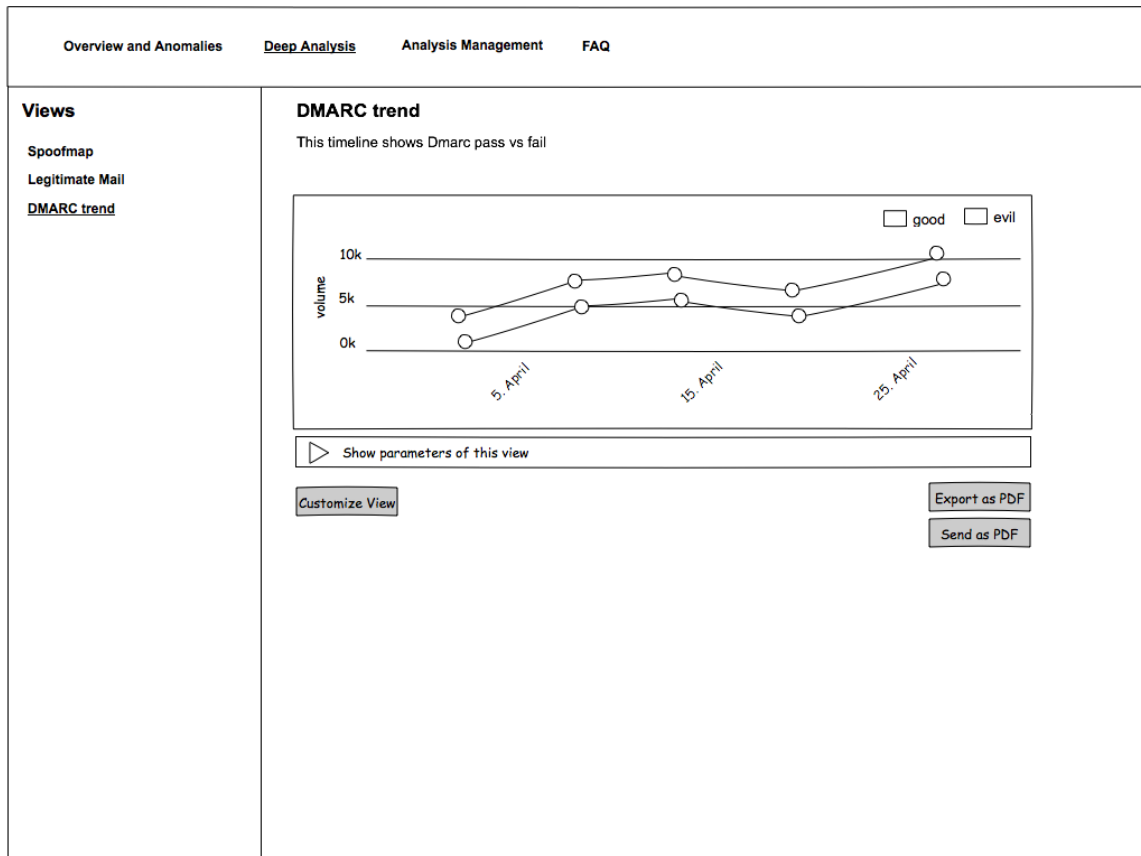 Overview and Anomalies Deep Analysis Analysis Management FAQ
Views
Spoofmap
Legitimate Mail
DMARC trend
DMARC trend
This timeline shows Dmarc pass vs fail
good evil
volume
10k
5k
0k
5. April 15. April 25. April
Show parameters of this view
Customize View
Export as PDF
Send as PDF